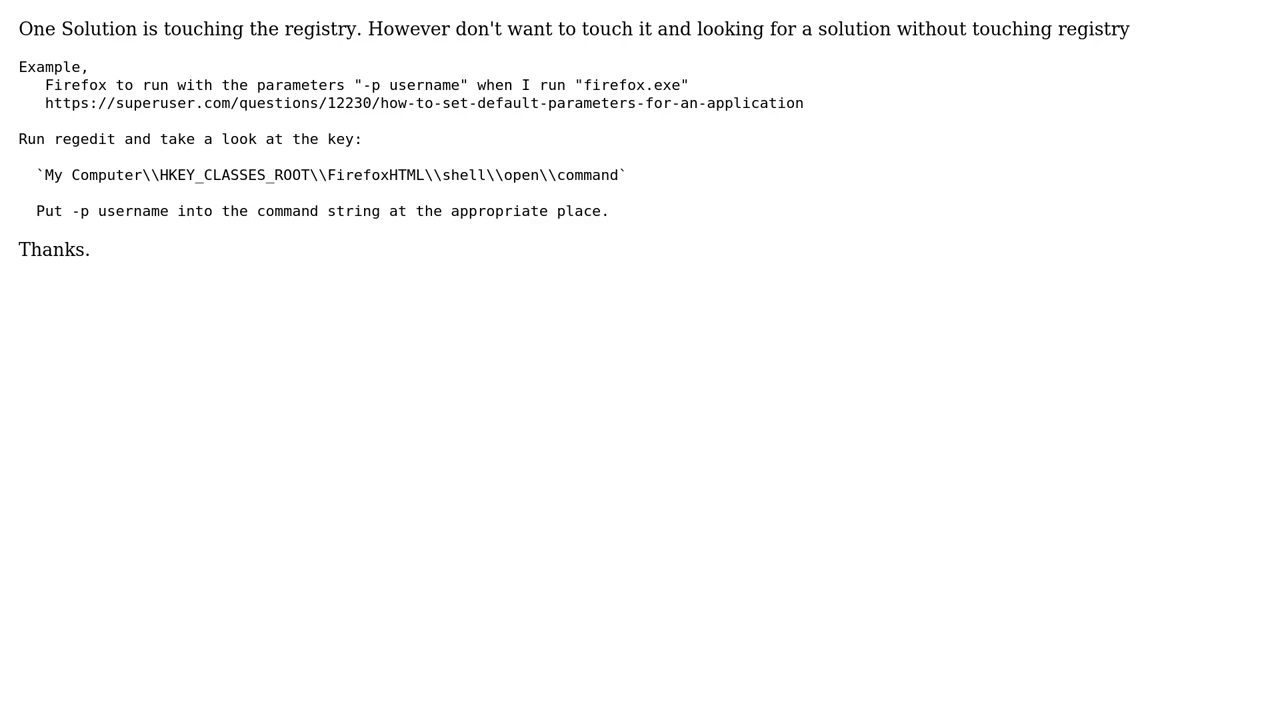 One Solution is touching the registry. However don't want to touch it and looking for a solution without touching registry
Example,
Firefox to run with the parameters "-p username" when I run "firefox.exe"
https://superuser.com/questions/12230/how-to-set-default-parameters-for-an-application
Run regedit and take a look at the key:
`My Computer\\HKEY_CLASSES_ROOT\\FirefoxHTML\\shell\\open\\command`
Put -p username into the command string at the appropriate place.
Thanks.